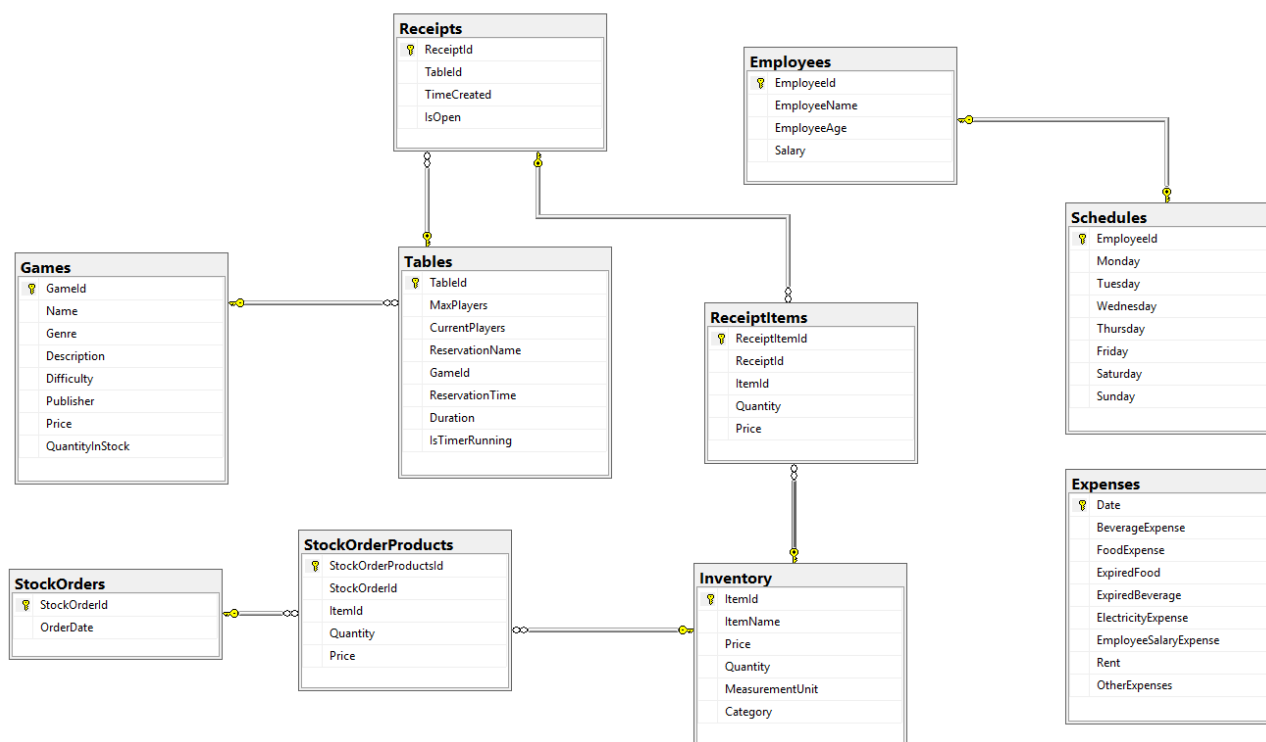 Receipts
ReceiptId
TableId
TimeCreated
IsOpen
Employees
EmployeeId
EmployeeName
EmployeeAge
Salary
Schedules
EmployeeId
Monday
Tuesday
Wednesday
Thursday
Friday
Saturday
Sunday
Games
GameId
Name
Genre
Description
Difficulty
Publisher
Price
QuantityInStock
Tables
TableId
MaxPlayers
CurrentPlayers
ReservationName
GameId
ReservationTime
Duration
IsTimerRunning
ReceiptItems
ReceiptItemId
ReceiptId
ItemId
Quantity
Price
Expenses
Date
BeverageExpense
FoodExpense
ExpiredFood
ExpiredBeverage
ElectricityExpense
EmployeeSalaryExpense
Rent
OtherExpenses
StockOrders
StockOrderId
OrderDate
StockOrderProducts
StockOrderProductsId
StockOrderId
ItemId
Quantity
Price
Inventory
ItemId
ItemName
Price
Quantity
MeasurementUnit
Category